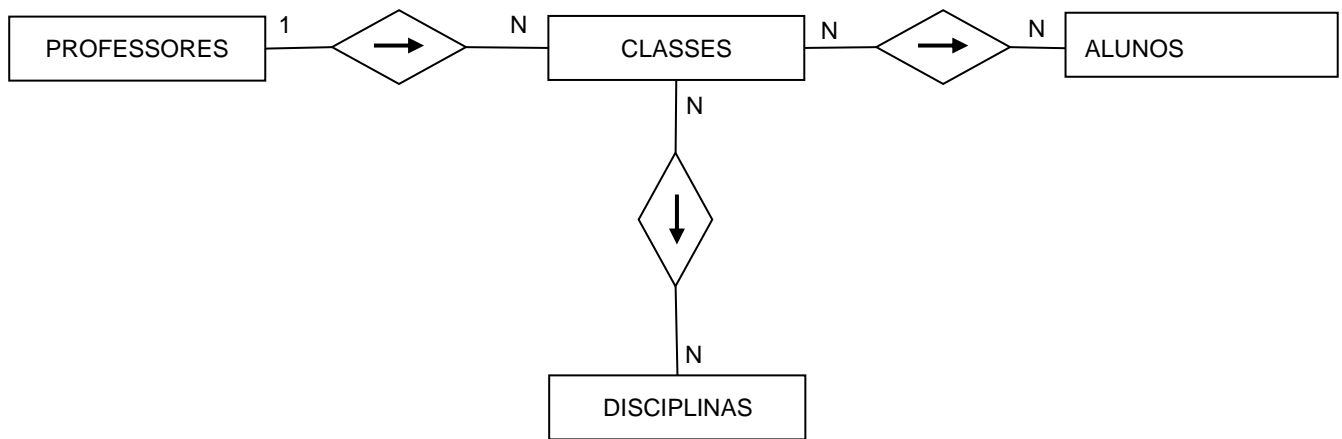 PROFESSORES 1 N CLASSES N N ALUNOS
N
N
DISCIPLINAS